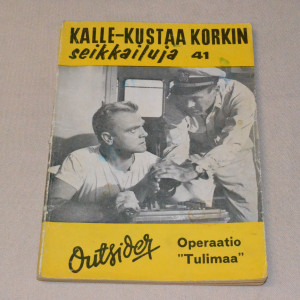 KALLE-KUSTAA KORKIN
seikkailuja 41
Outsider
Operaatio
"Tulimaa"